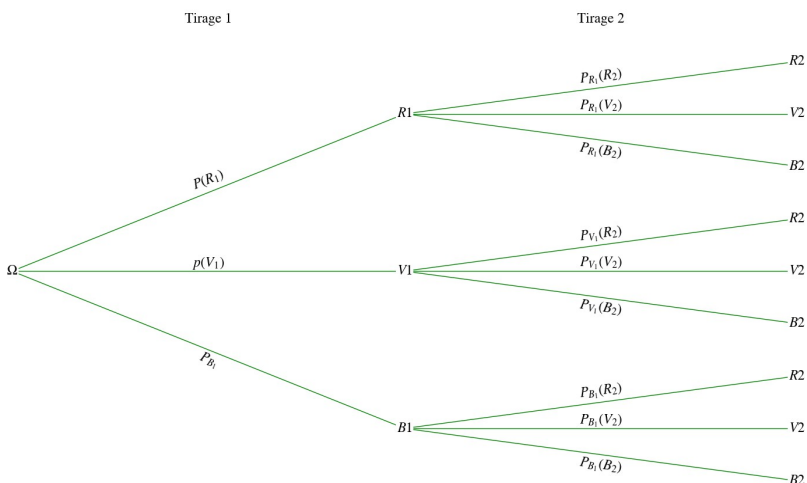 Tirage 1 Tirage 2
R2
P_{R_1}(R_2)
P_{R_1}(V_2)
R1 V2
P_{R_1}(B_2)
B2
P(R_1)
R2
P_{V_1}(R_2)
p(V_1) P_{V_1}(V_2)
Ω V1 V2
P_{V_1}(B_2)
B2
P_{B_1}
R2
P_{B_1}(R_2)
P_{B_1}(V_2)
B1 V2
P_{B_1}(B_2)
B2